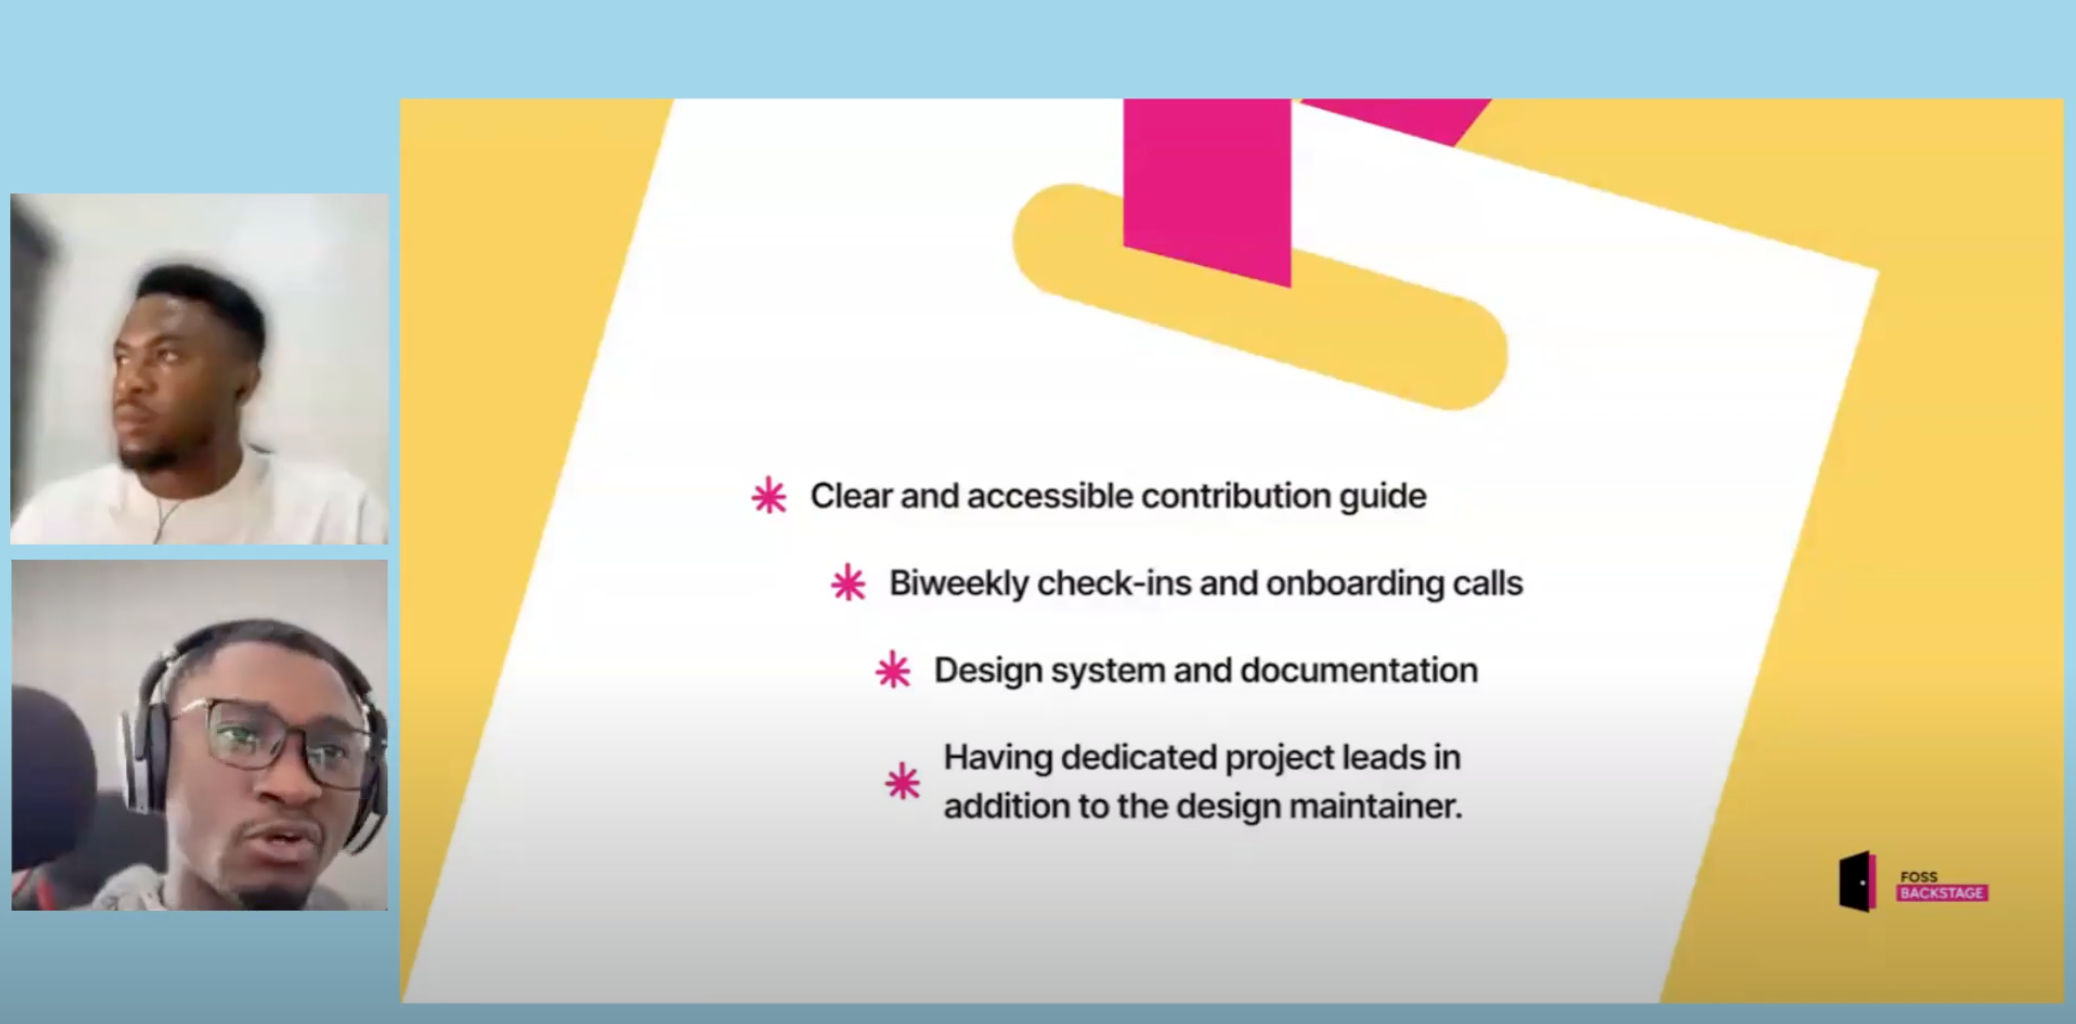 Clear and accessible contribution guide
Biweekly check-ins and onboarding calls
Design system and documentation
Having dedicated project leads in
addition to the design maintainer.
FOSS
BACKSTAGE